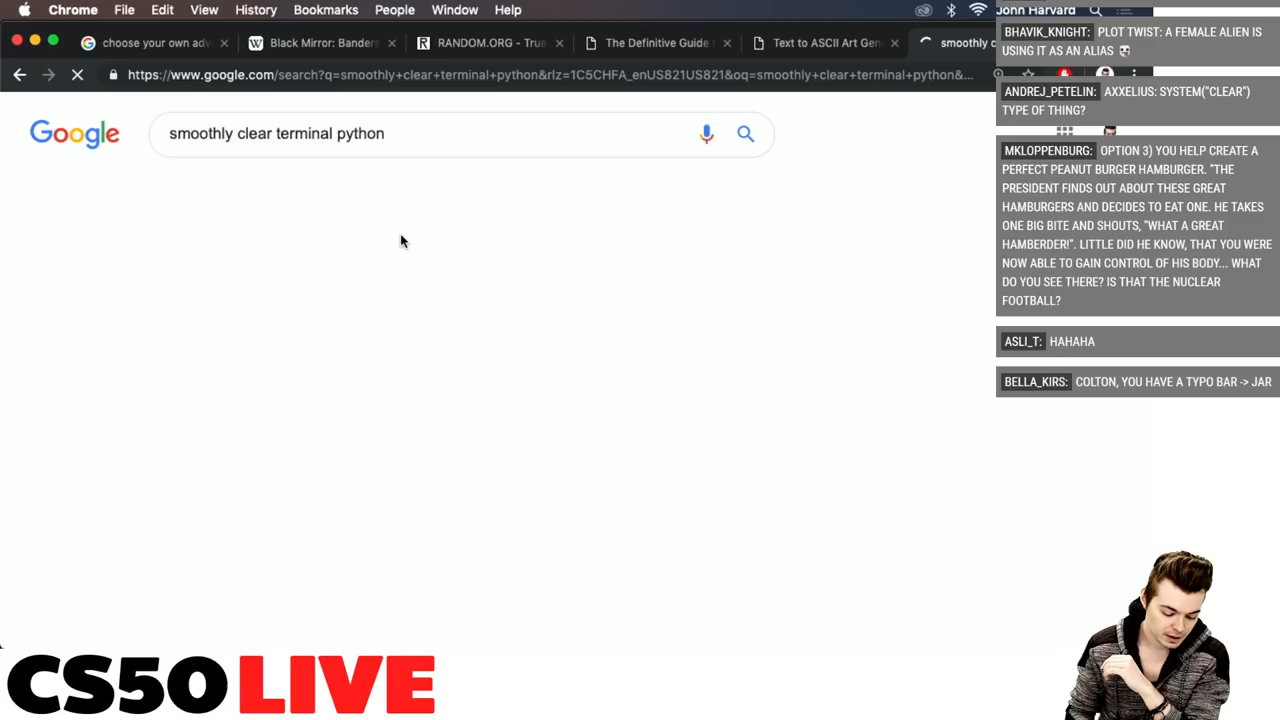 Chrome File Edit View History Bookmarks People Window Help
John Harvard
choose your own adv
Black Mirror: Banders
RANDOM.ORG - True
The Definitive Guide t
Text to ASCII Art Gen
smoothly c
https://www.google.com/search?q=smoothly+clear+terminal+python&rlz=1C5CHFA_enUS821US821&oq=smoothly+clear+terminal+python&...
Google
smoothly clear terminal python
BHAVIK_KNIGHT: PLOT TWIST: A FEMALE ALIEN IS
USING IT AS AN ALIAS
ANDREJ_PETELIN: AXXELIUS: SYSTEM("CLEAR")
TYPE OF THING?
MKLOPPENBURG: OPTION 3) YOU HELP CREATE A
PERFECT PEANUT BURGER HAMBURGER. "THE
PRESIDENT FINDS OUT ABOUT THESE GREAT
HAMBURGERS AND DECIDES TO EAT ONE. HE TAKES
ONE BIG BITE AND SHOUTS, "WHAT A GREAT
HAMBERDER!". LITTLE DID HE KNOW, THAT YOU WERE
NOW ABLE TO GAIN CONTROL OF HIS BODY... WHAT
DO YOU SEE THERE? IS THAT THE NUCLEAR
FOOTBALL?
ASLI_T: HAHAHA
BELLA_KIRS: COLTON, YOU HAVE A TYPO BAR -> JAR
CS50 LIVE